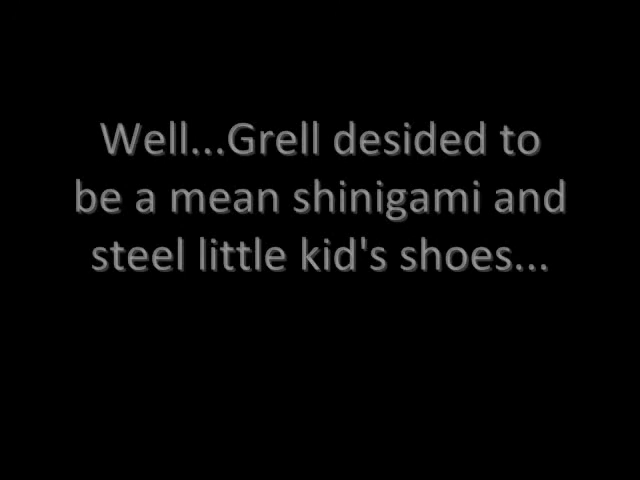 Well...Grell desided to
be a mean shinigami and
steel little kid's shoes...